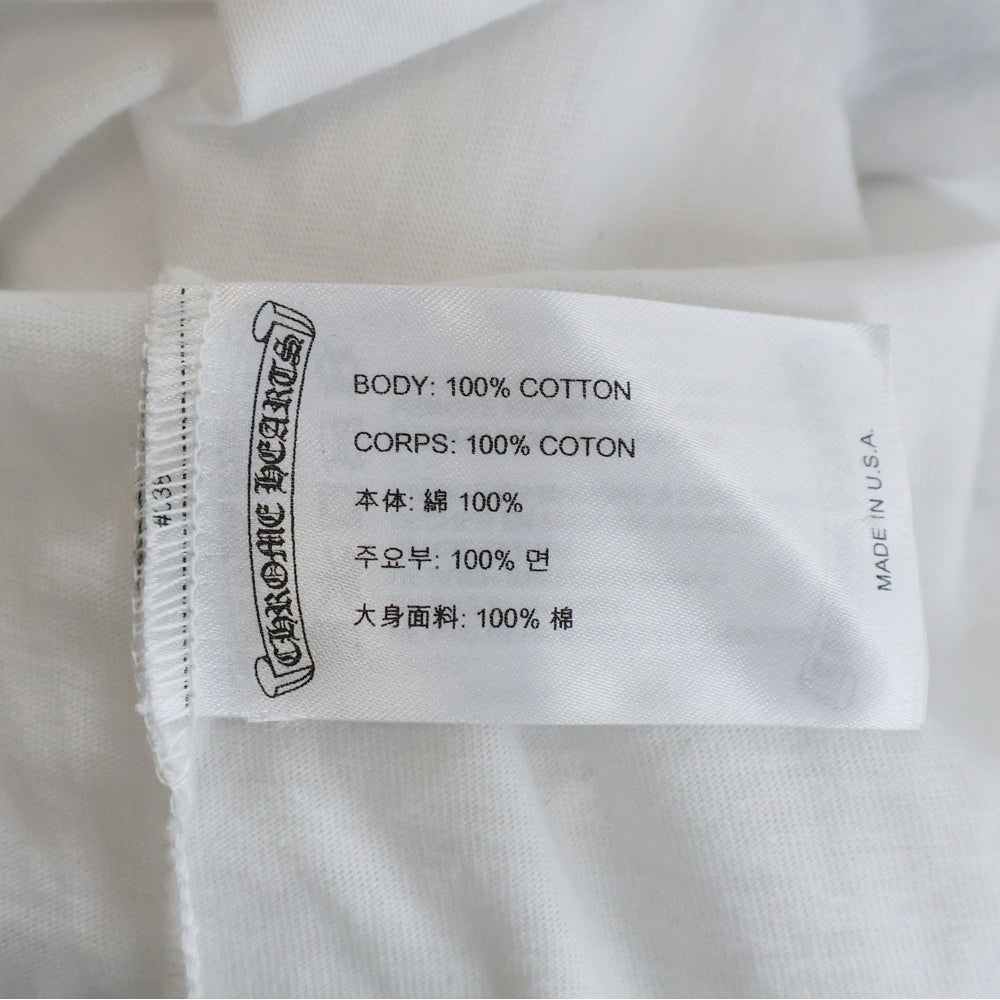 CHROME HEARTS
BODY: 100% COTTON
CORPS: 100% COTON
本体: 綿 100%
주요부: 100% 면
大身面料: 100% 棉
MADE IN U.S.A.